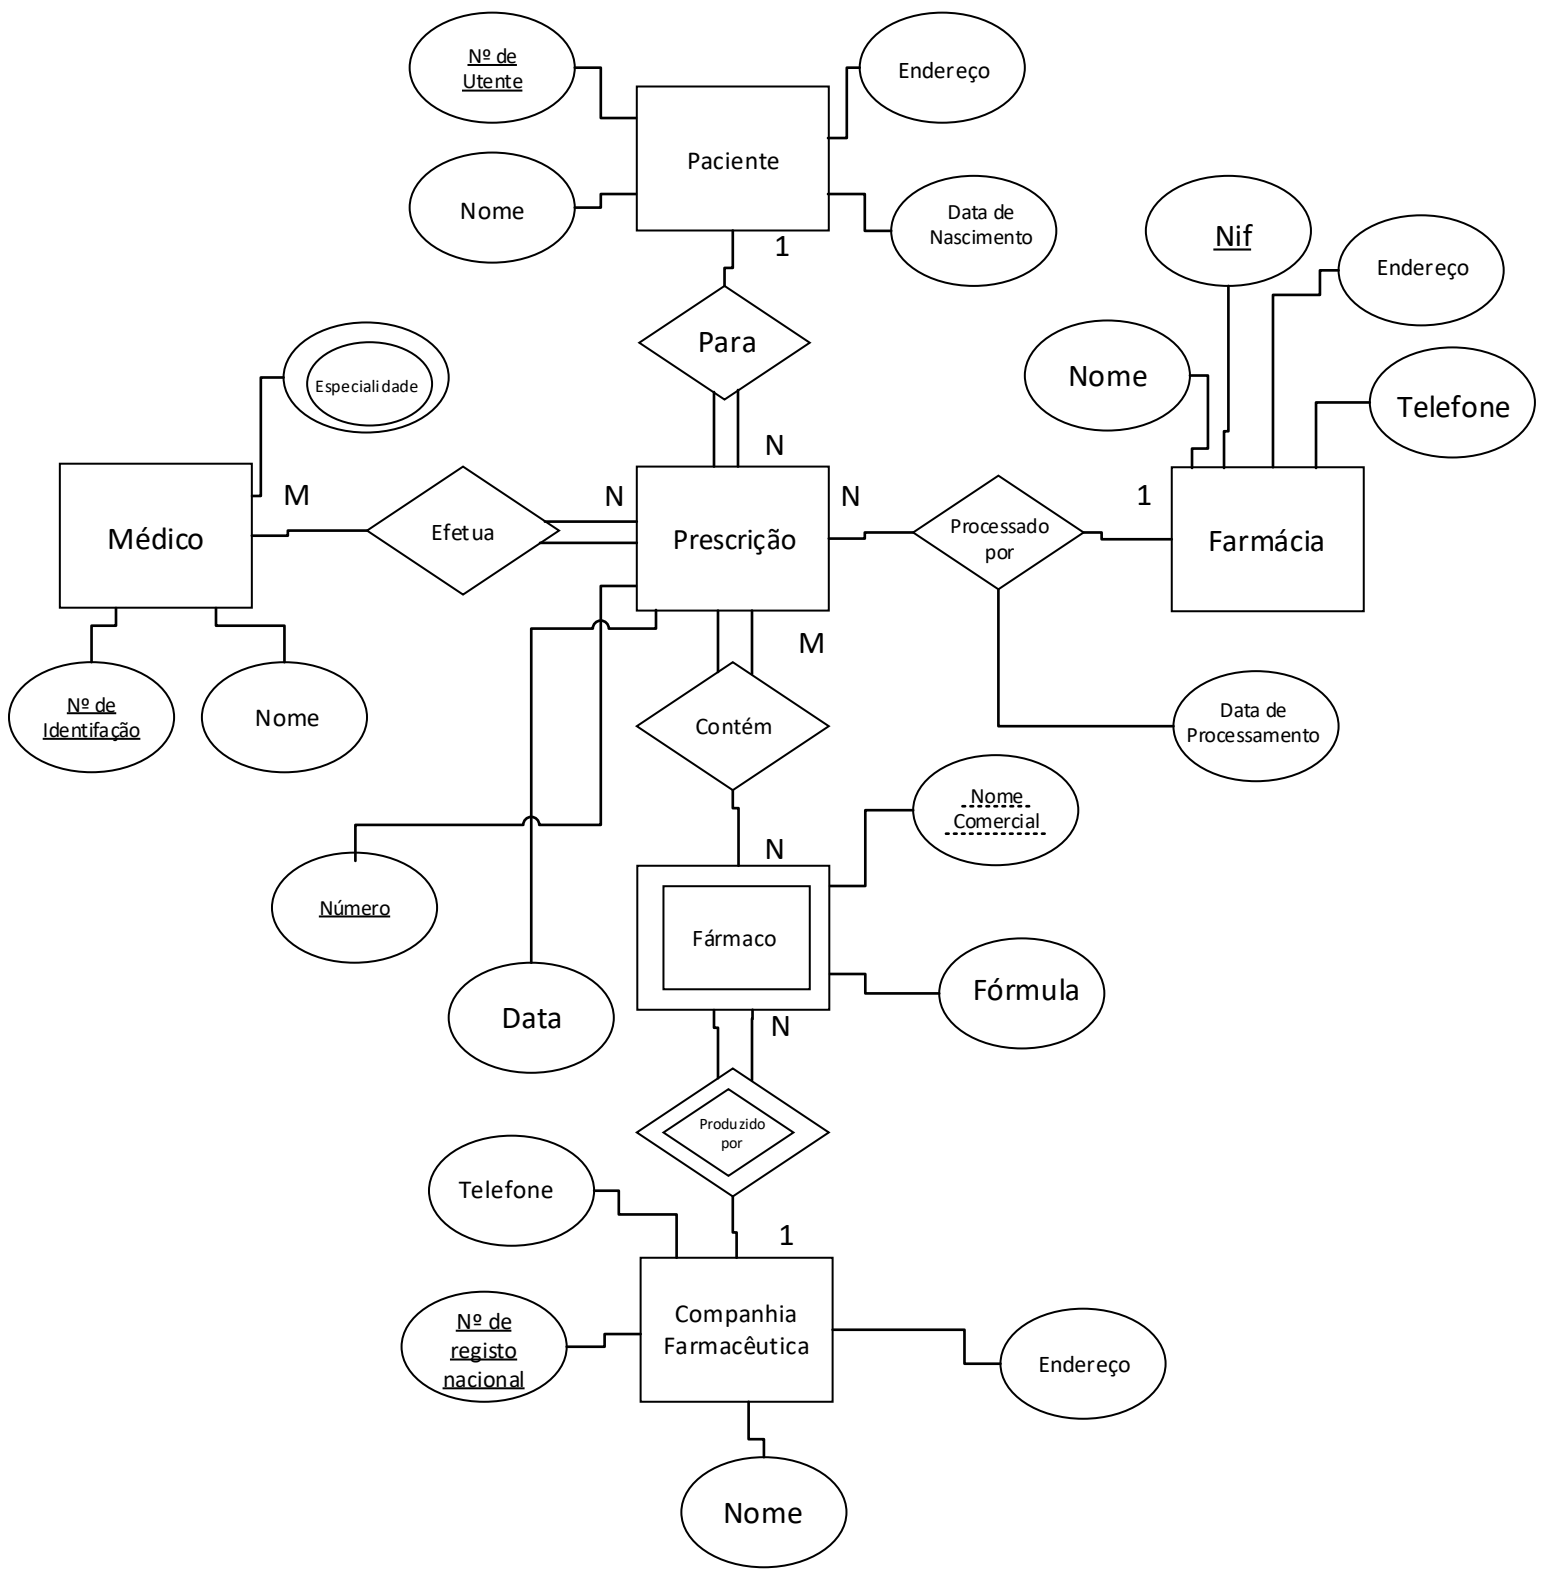 Nº de
Utente
Endereço
Paciente
Nome
Data de
Nascimento
1
Nif
Endereço
Para
Nome
Telefone
Especialidade
N
M
N
N
1
Médico
Efetua
Prescrição
Processado
por
Farmácia
M
Nº de
Identifação
Nome
Contém
Data de
Processamento
Nome
Comercial
N
Número
Fármaco
Fórmula
Data
N
Produzido
por
Telefone
1
Companhia
Farmacêutica
Nº de
registo
nacional
Endereço
Nome